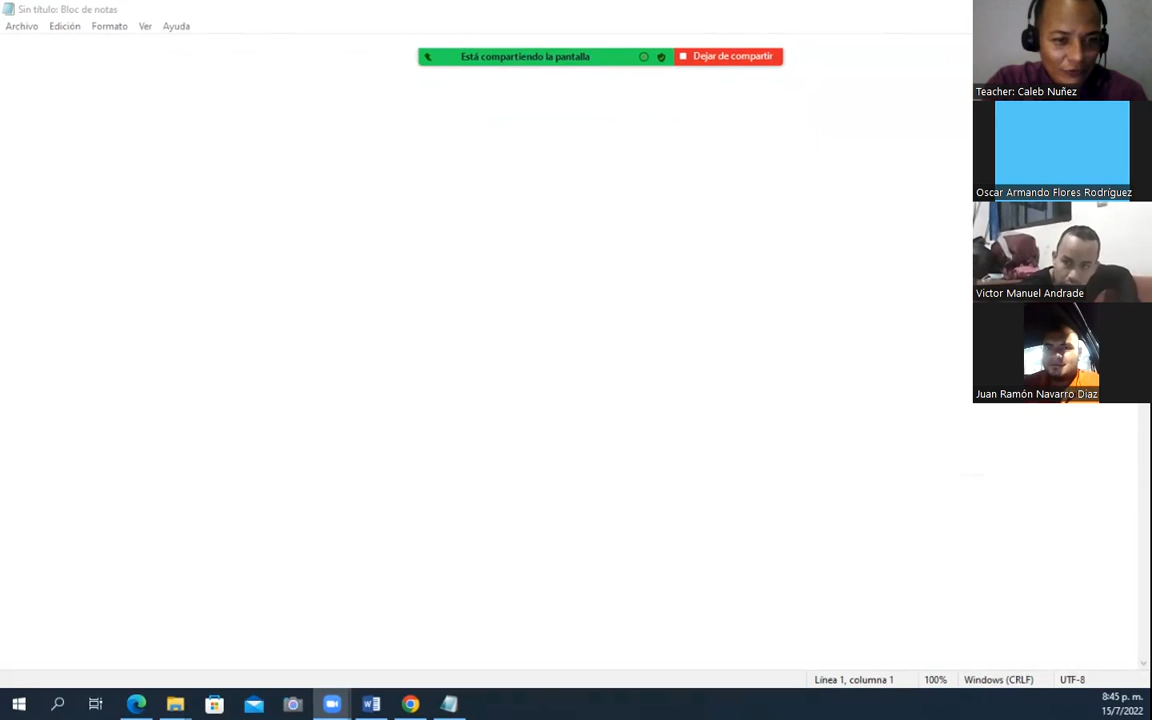 Sin título: Bloc de notas
Archivo Edición Formato Ver Ayuda
Está compartiendo la pantalla Dejar de compartir
Teacher: Caleb Nuñez
Oscar Armando Flores Rodríguez
Victor Manuel Andrade
Juan Ramón Navarro Diaz
Línea 1, columna 1 100% Windows (CRLF) UTF-8
8:45 p. m.
15/7/2022